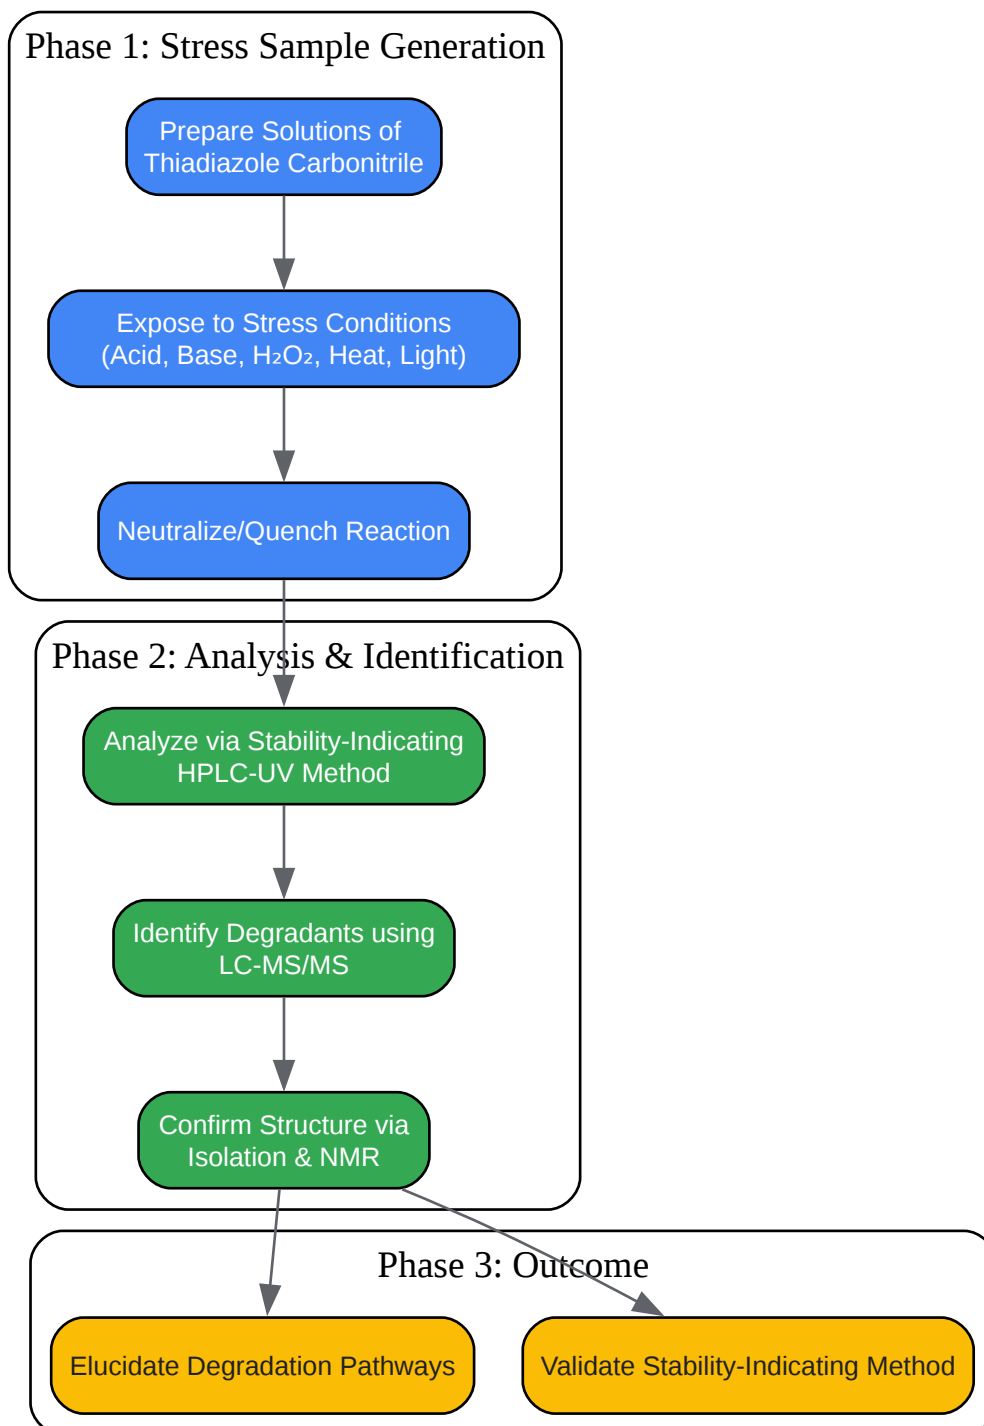 Phase 1: Stress Sample Generation
Prepare Solutions of
Thiadiazole Carbonitrile
Expose to Stress Conditions
(Acid, Base, H₂O₂, Heat, Light)
Neutralize/Quench Reaction
Phase 2: Analysis & Identification
Analyze via Stability-Indicating
HPLC-UV Method
Identify Degradants using
LC-MS/MS
Confirm Structure via
Isolation & NMR
Phase 3: Outcome
Elucidate Degradation Pathways
Validate Stability-Indicating Method